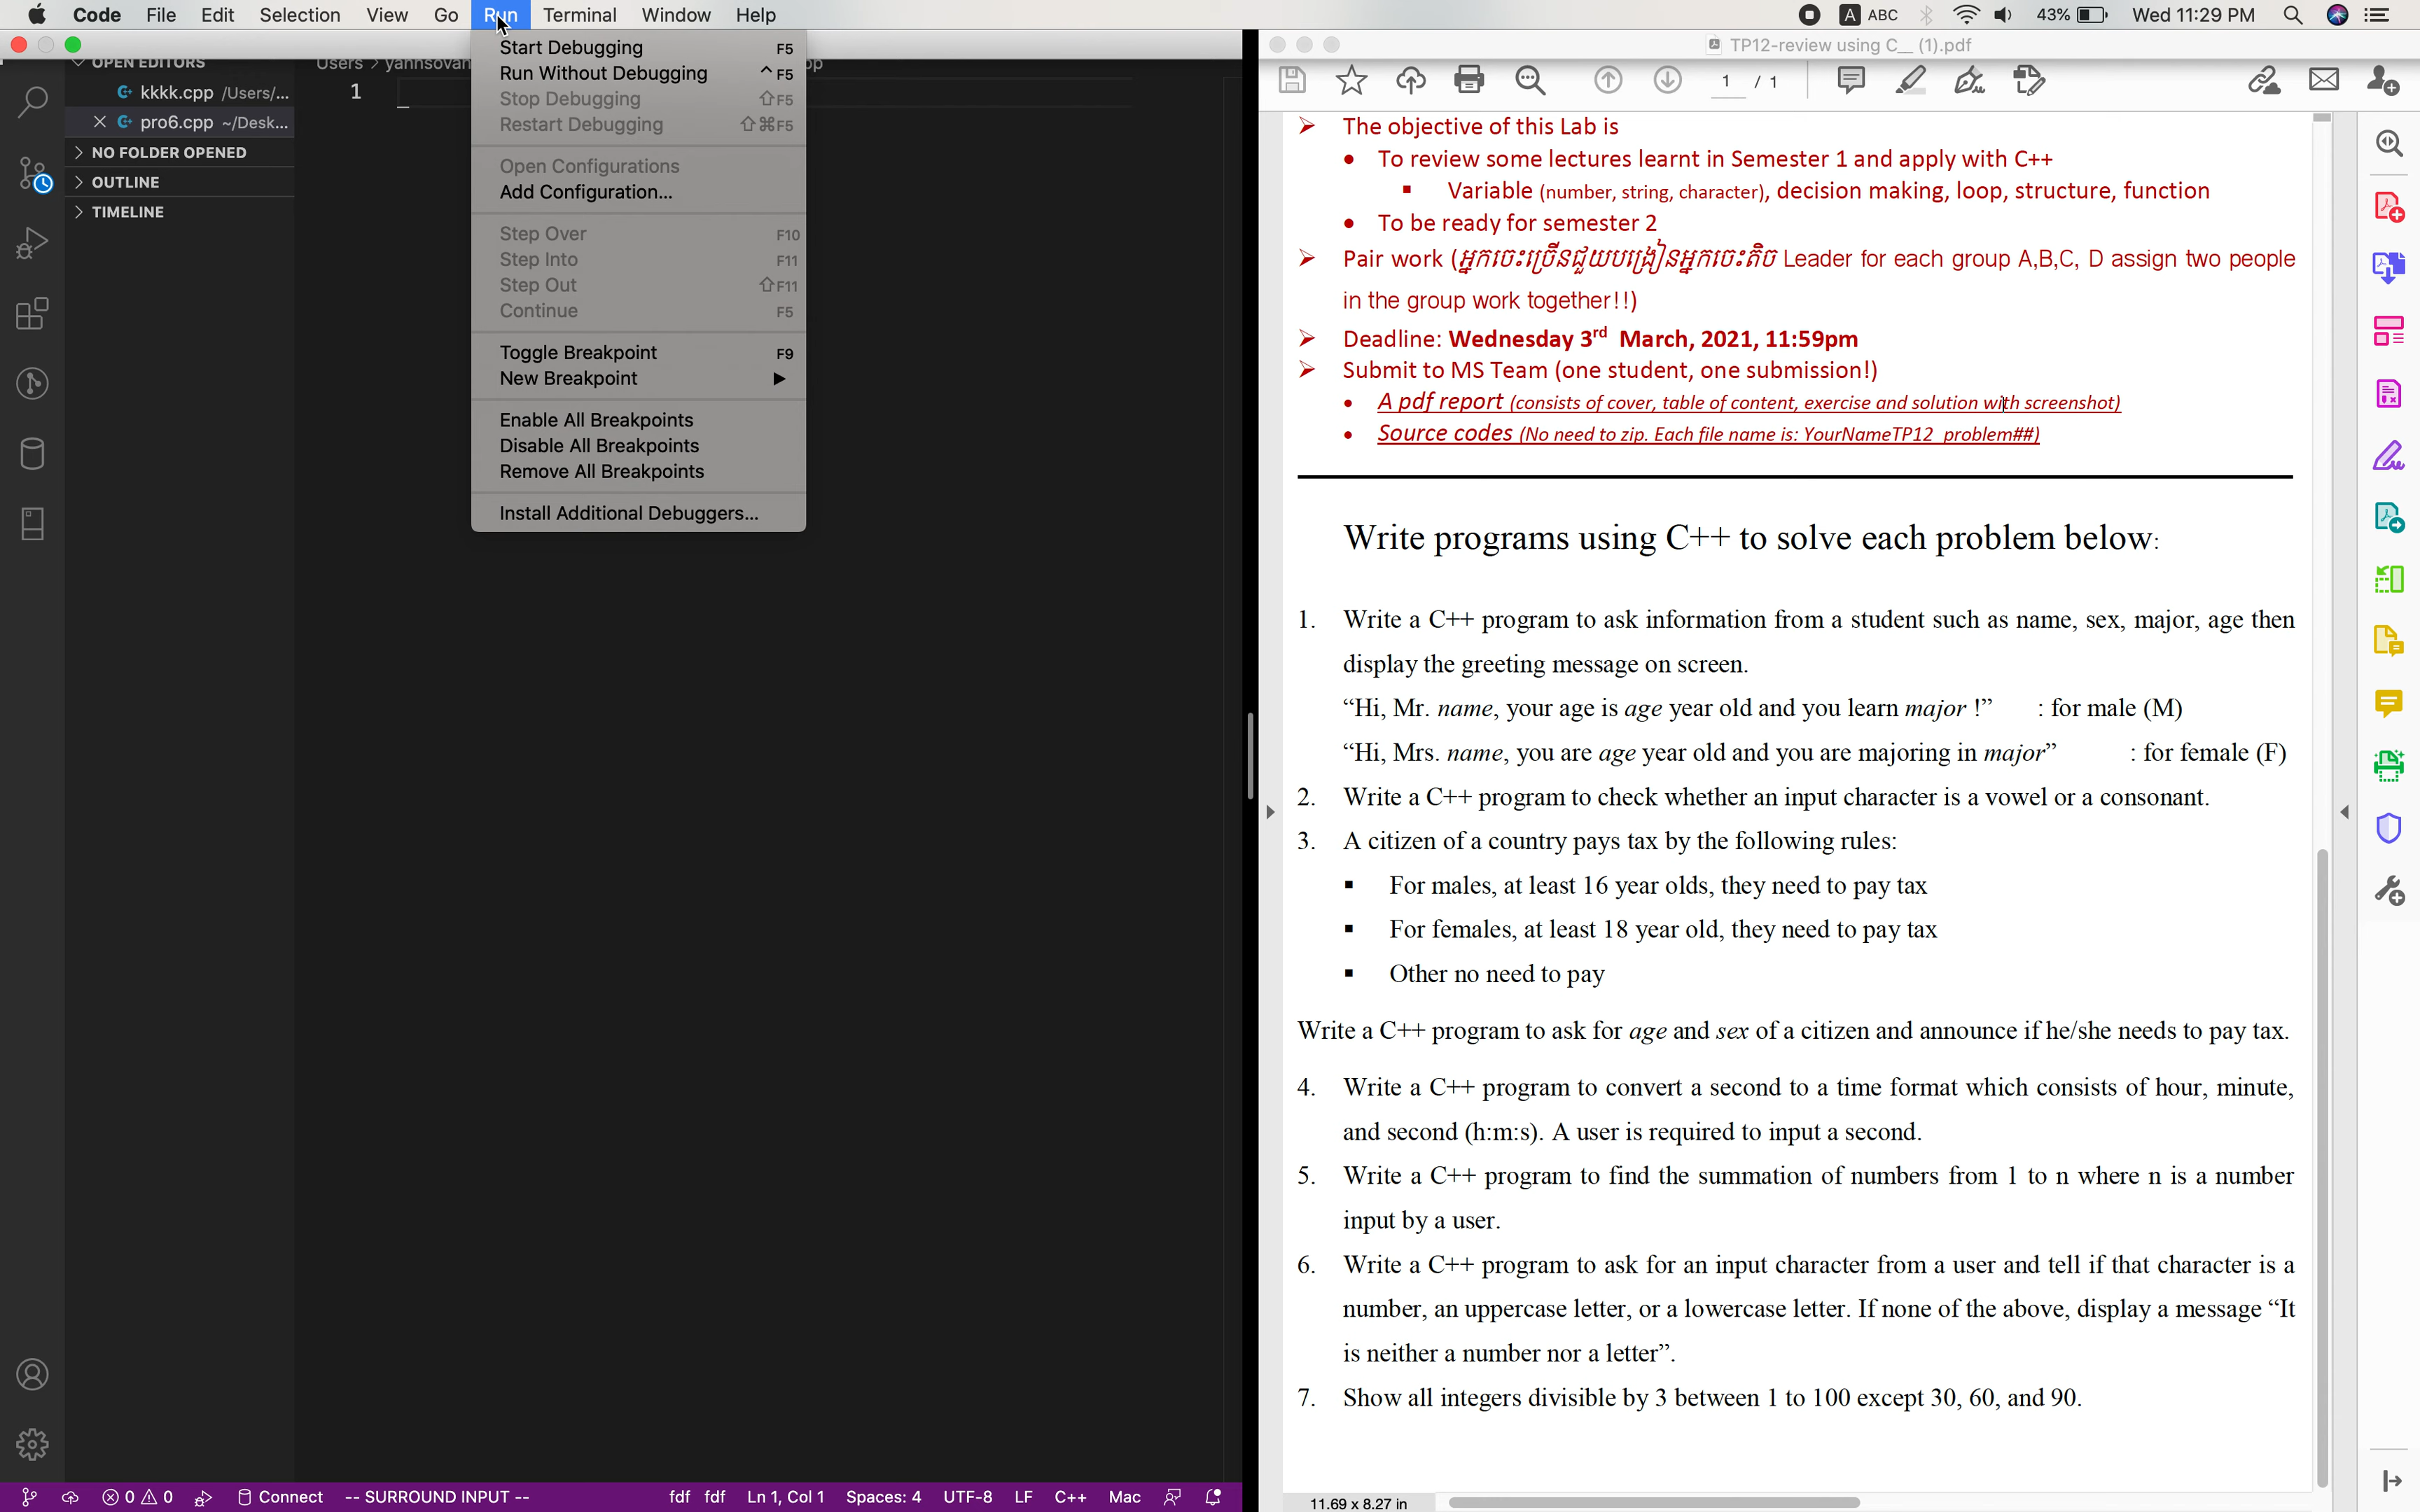 Code File Edit Selection View Go Run Terminal Window Help
A ABC 43% Wed 11:29 PM
OPEN EDITORS
kkkk.cpp /Users/...
pro6.cpp ~/Desk...
NO FOLDER OPENED
OUTLINE
TIMELINE
Users > yannsovan
1
Start Debugging F5
Run Without Debugging ^F5
Stop Debugging ⇧F5
Restart Debugging ⇧⌘F5
Open Configurations
Add Configuration...
Step Over F10
Step Into F11
Step Out ⇧F11
Continue F5
Toggle Breakpoint F9
New Breakpoint
Enable All Breakpoints
Disable All Breakpoints
Remove All Breakpoints
Install Additional Debuggers...
0 0 Connect -- SURROUND INPUT -- fdf fdf Ln 1, Col 1 Spaces: 4 UTF-8 LF C++ Mac
TP12-review using C__ (1).pdf
1 / 1
➢ The objective of this Lab is
• To review some lectures learnt in Semester 1 and apply with C++
▪ Variable (number, string, character), decision making, loop, structure, function
• To be ready for semester 2
➢ Pair work (អ្នកចេះច្រើនជួយបង្រៀនអ្នកចេះតិច Leader for each group A,B,C, D assign two people
in the group work together!!)
➢ Deadline: Wednesday 3rd March, 2021, 11:59pm
➢ Submit to MS Team (one student, one submission!)
• A pdf report (consists of cover, table of content, exercise and solution with screenshot)
• Source codes (No need to zip. Each file name is: YourNameTP12_problem##)
Write programs using C++ to solve each problem below:
1. Write a C++ program to ask information from a student such as name, sex, major, age then
display the greeting message on screen.
“Hi, Mr. name, your age is age year old and you learn major !” : for male (M)
“Hi, Mrs. name, you are age year old and you are majoring in major” : for female (F)
2. Write a C++ program to check whether an input character is a vowel or a consonant.
3. A citizen of a country pays tax by the following rules:
▪ For males, at least 16 year olds, they need to pay tax
▪ For females, at least 18 year old, they need to pay tax
▪ Other no need to pay
Write a C++ program to ask for age and sex of a citizen and announce if he/she needs to pay tax.
4. Write a C++ program to convert a second to a time format which consists of hour, minute,
and second (h:m:s). A user is required to input a second.
5. Write a C++ program to find the summation of numbers from 1 to n where n is a number
input by a user.
6. Write a C++ program to ask for an input character from a user and tell if that character is a
number, an uppercase letter, or a lowercase letter. If none of the above, display a message “It
is neither a number nor a letter”.
7. Show all integers divisible by 3 between 1 to 100 except 30, 60, and 90.
11.69 x 8.27 in